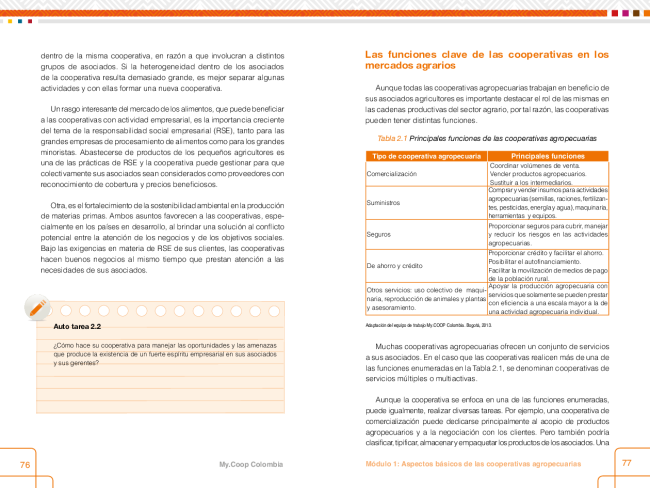 dentro de la misma cooperativa, en razón a que involucran a distintos
grupos de asociados. Si la heterogeneidad dentro de los asociados
de la cooperativa resulta demasiado grande, es mejor separar algunas
actividades y con ellas formar una nueva cooperativa.
Un rasgo interesante del mercado de los alimentos, que puede beneficiar
a las cooperativas con actividad empresarial, es la importancia creciente
del tema de la responsabilidad social empresarial (RSE), tanto para las
grandes empresas de procesamiento de alimentos como para los grandes
minoristas. Abastecerse de productos de los pequeños agricultores es
una de las prácticas de RSE y la cooperativa puede gestionar para que
colectivamente sus asociados sean considerados como proveedores con
reconocimiento de cobertura y precios beneficiosos.
Otra, es el fortalecimiento de la sostenibilidad ambiental en la producción
de materias primas. Ambos asuntos favorecen a las cooperativas, espe-
cialmente en los países en desarrollo, al brindar una solución al conflicto
potencial entre la atención de los negocios y de los objetivos sociales.
Bajo las exigencias en materia de RSE de sus clientes, las cooperativas
hacen buenos negocios al mismo tiempo que prestan atención a las
necesidades de sus asociados.
Auto tarea 2.2
¿Cómo hace su cooperativa para manejar las oportunidades y las amenazas
que produce la existencia de un fuerte espíritu empresarial en sus asociados
y sus gerentes?
76
My.Coop Colombia
Las funciones clave de las cooperativas en los
mercados agrarios
Aunque todas las cooperativas agropecuarias trabajan en beneficio de
sus asociados agricultores es importante destacar el rol de las mismas en
las cadenas productivas del sector agrario, por tal razón, las cooperativas
pueden tener distintas funciones.
Tabla 2.1 Principales funciones de las cooperativas agropecuarias
Tipo de cooperativa agropecuaria Principales funciones
Comercialización
Coordinar volúmenes de venta.
Vender productos agropecuarios.
Sustituir a los intermediarios.
Suministros
Comprar y vender insumos para actividades
agropecuarias (semillas, raciones, fertilizan-
tes, pesticidas, energía y agua), maquinaria,
herramientas y equipos.
Seguros
Proporcionar seguros para cubrir, manejar
y reducir los riesgos en las actividades
agropecuarias.
De ahorro y crédito
Proporcionar crédito y facilitar el ahorro.
Posibilitar el autofinanciamiento.
Facilitar la movilización de medios de pago
de la población rural.
Otros servicios: uso colectivo de maqui-
naria, reproducción de animales y plantas
y asesoramiento.
Apoyar la producción agropecuaria con
servicios que solamente se pueden prestar
con eficiencia a una escala mayor a la de
una actividad agropecuaria individual.
Adaptación del equipo de trabajo My.COOP Colombia. Bogotá, 2013.
Muchas cooperativas agropecuarias ofrecen un conjunto de servicios
a sus asociados. En el caso que las cooperativas realicen más de una de
las funciones enumeradas en la Tabla 2.1, se denominan cooperativas de
servicios múltiples o multiactivas.
Aunque la cooperativa se enfoca en una de las funciones enumeradas,
puede igualmente, realizar diversas tareas. Por ejemplo, una cooperativa de
comercialización puede dedicarse principalmente al acopio de productos
agropecuarios y a la negociación con los clientes. Pero también podría
clasificar, tipificar, almacenar y empaquetar los productos de los asociados. Una
Módulo 1: Aspectos básicos de las cooperativas agropecuarias
77